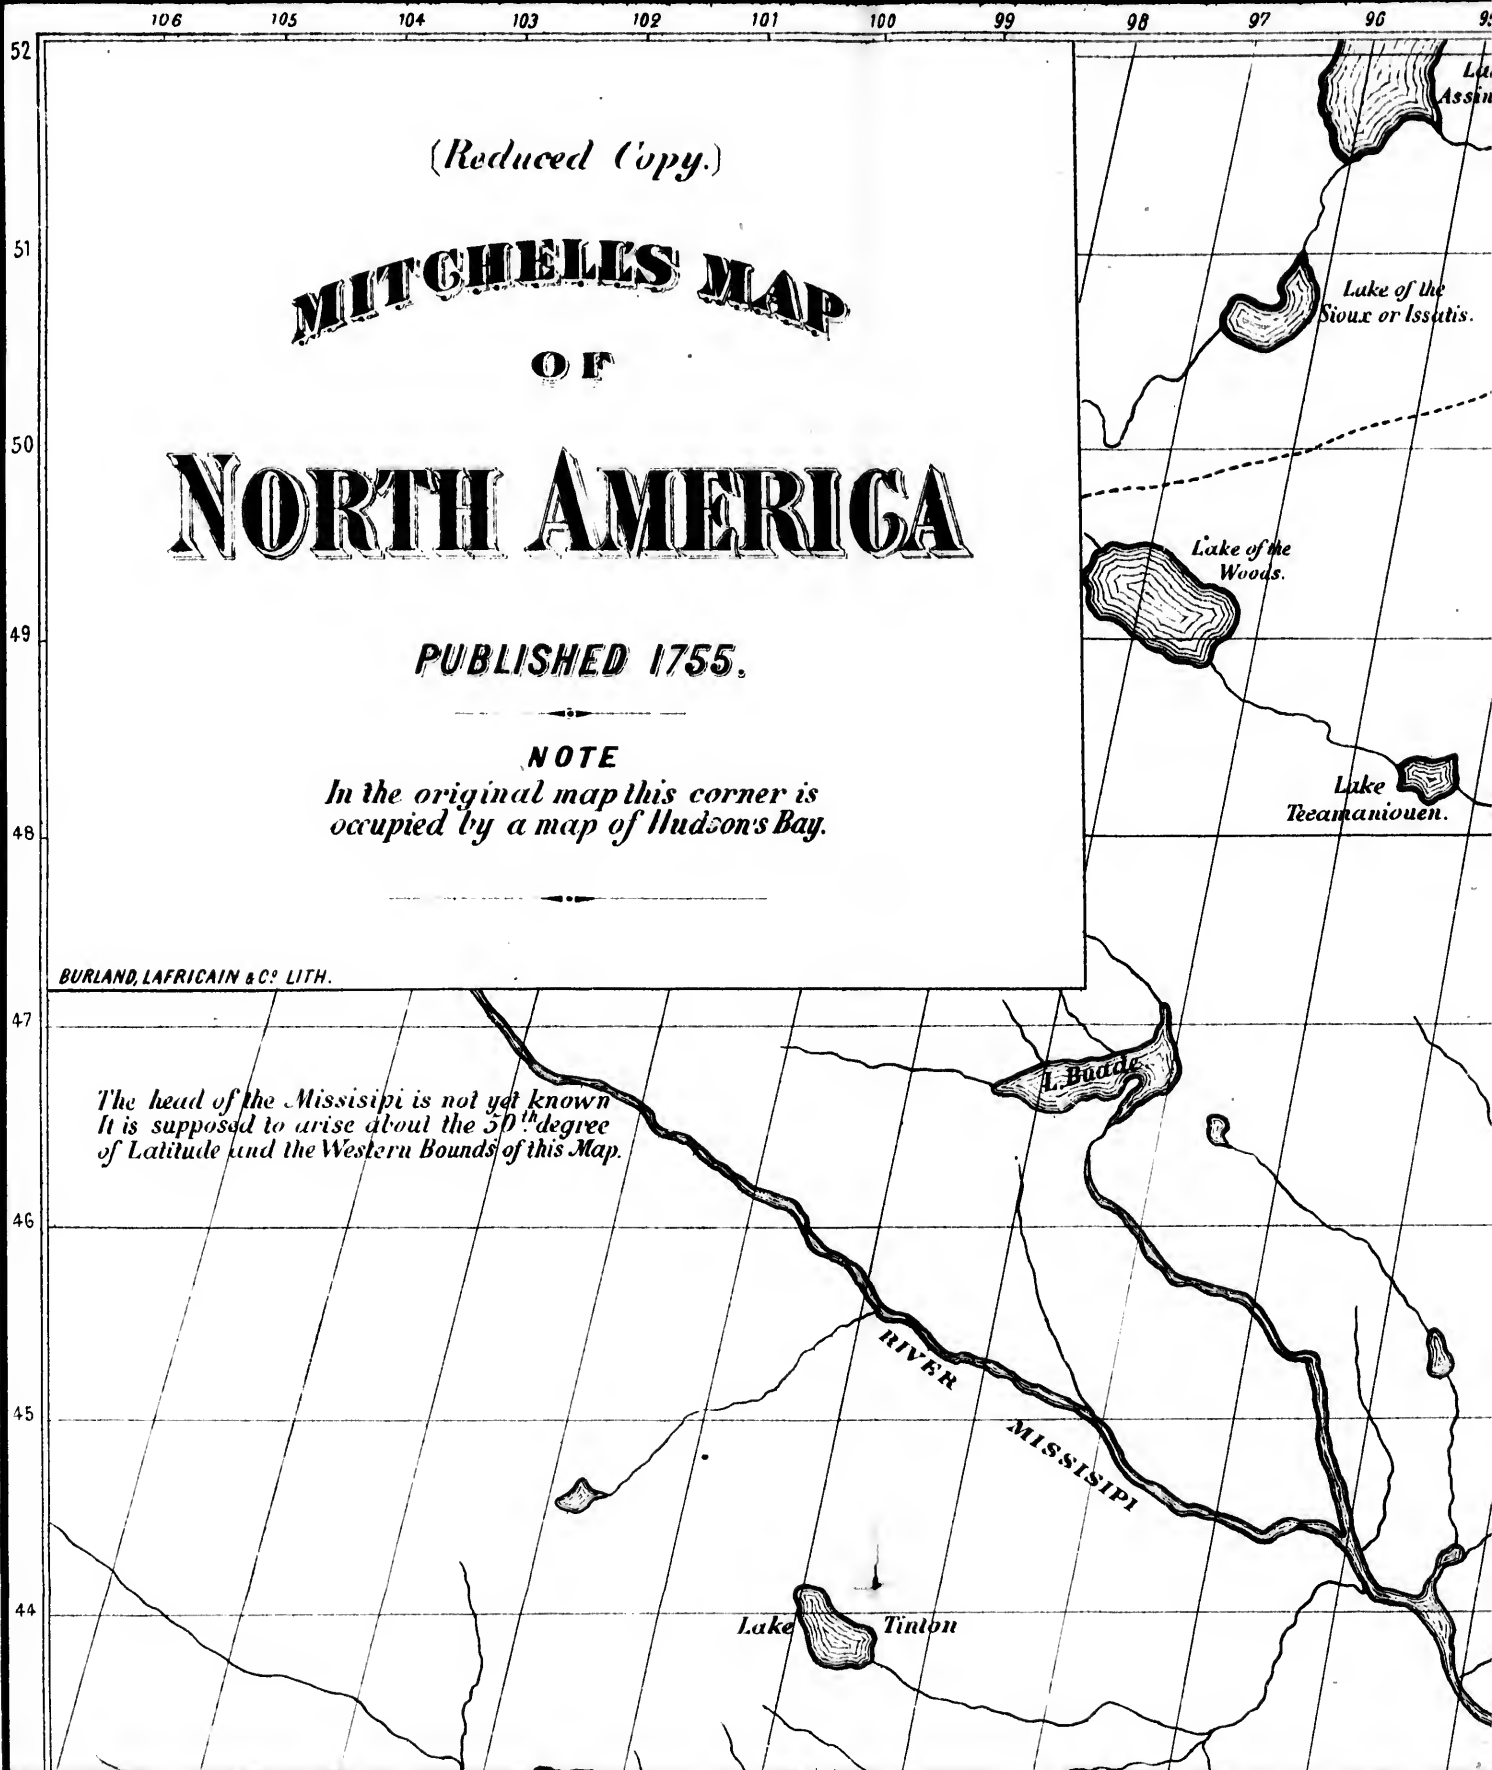 106 105 104 103 102 101 100 99 98 97 96
52
51
50
49
48
47
46
45
44
(Reduced Copy.)
MITCHELL'S MAP
OF
NORTH AMERICA
PUBLISHED 1755.
NOTE
In the original map this corner is
occupied by a map of Hudson's Bay.
BURLAND, LAFRICAIN & Co. LITH.
Lake of the
Sioux or Issatis.
Lake of the
Woods.
Lake
Teeamaniouen.
L. Buade
The head of the Missisipi is not yet known
It is supposed to arise about the 50th. degree
of Latitude and the Western Bounds of this Map.
RIVER
MISSISIPI
Lake Tinton